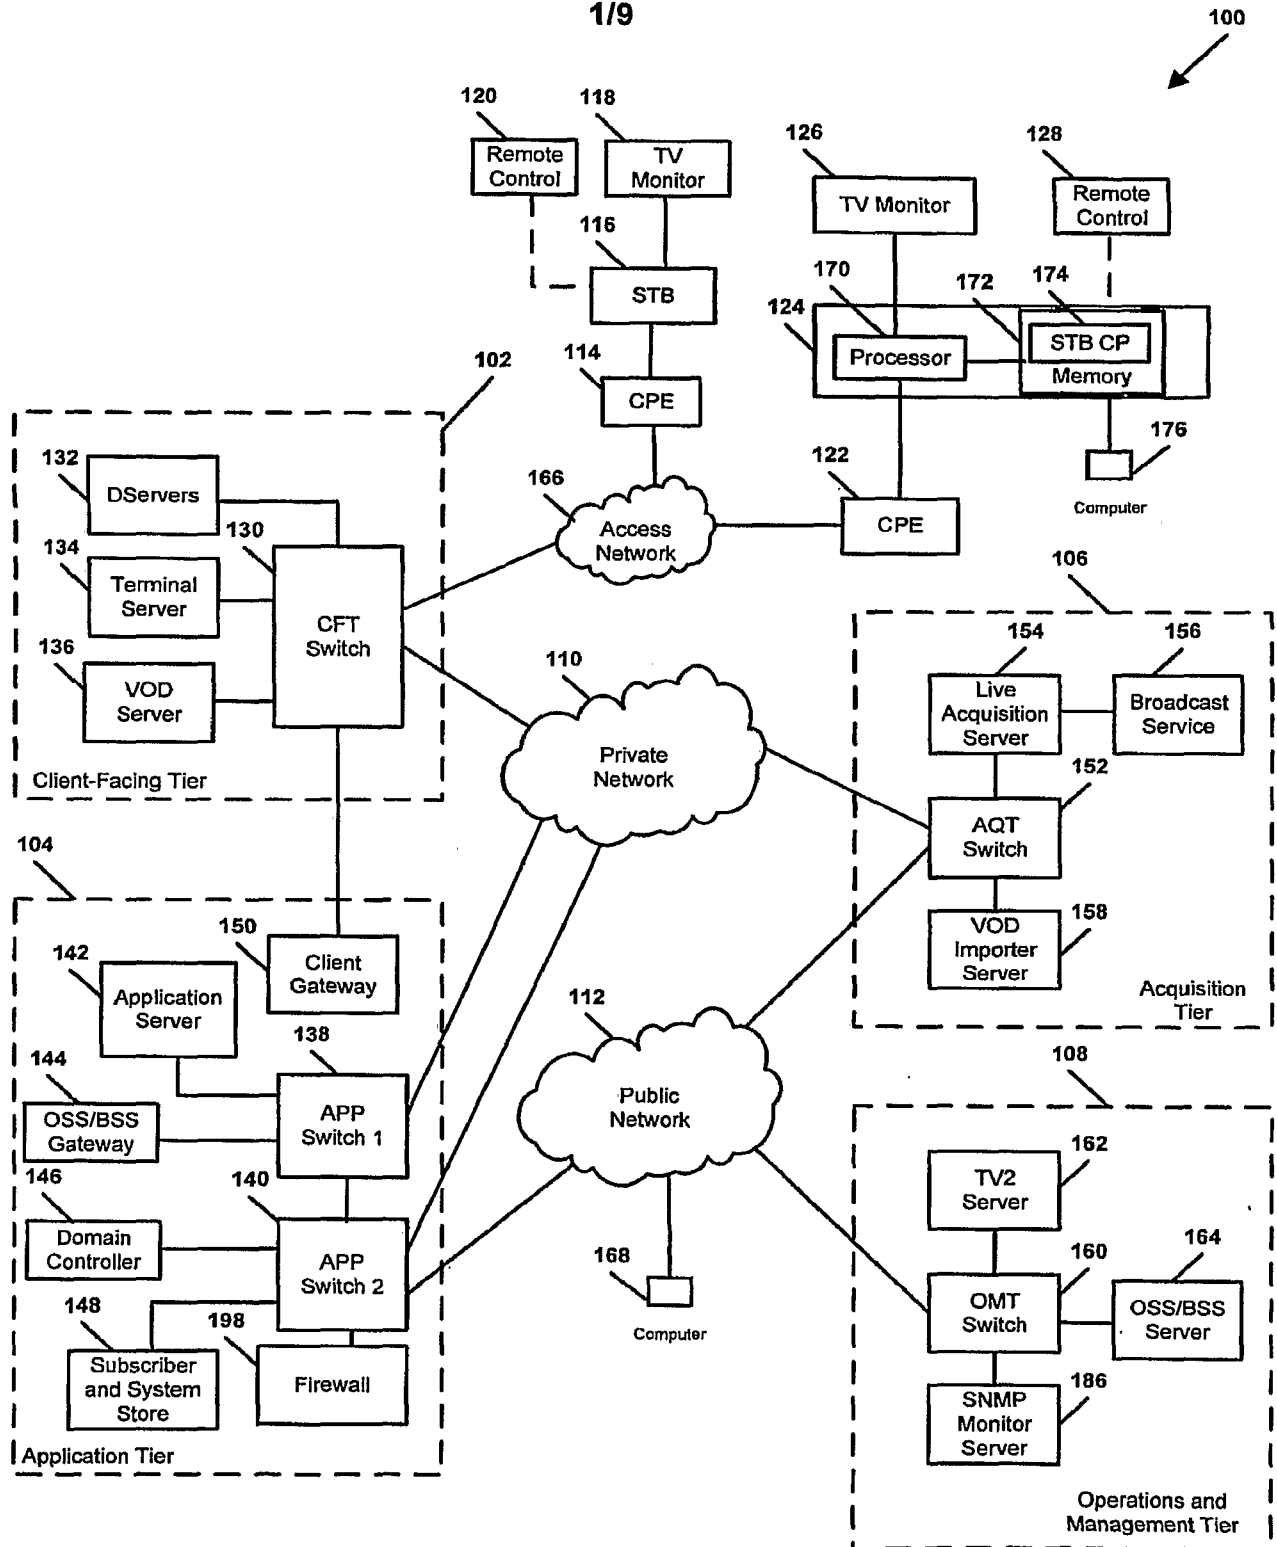 1/9
100
120
118
Remote
Control
TV
Monitor
126
128
TV Monitor
Remote
Control
116
STB
170
172
174
124
Processor
STB CP
Memory
114
CPE
102
176
Computer
122
CPE
166
Access
Network
132
DServers
130
134
Terminal
Server
CFT
Switch
136
VOD
Server
Client-Facing Tier
110
Private
Network
106
154
156
Live
Acquisition
Server
Broadcast
Service
152
AQT
Switch
158
VOD
Importer
Server
Acquisition
Tier
104
150
Client
Gateway
142
Application
Server
138
144
OSS/BSS
Gateway
APP
Switch 1
146
140
Domain
Controller
APP
Switch 2
148
198
Subscriber
and System
Store
Firewall
Application Tier
112
Public
Network
168
Computer
108
162
TV2
Server
160
164
OMT
Switch
OSS/BSS
Server
186
SNMP
Monitor
Server
Operations and
Management Tier